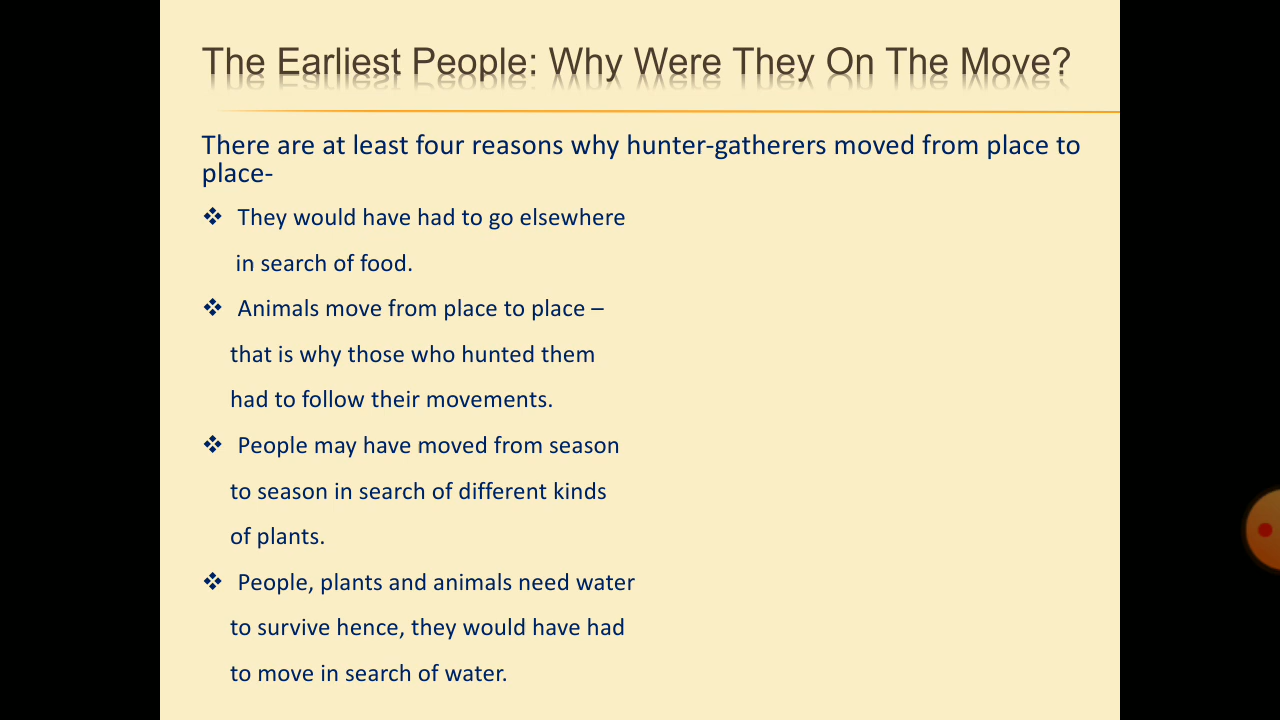 The Earliest People: Why Were They On The Move?
There are at least four reasons why hunter-gatherers moved from place to
place-
❖ They would have had to go elsewhere
in search of food.
❖ Animals move from place to place –
that is why those who hunted them
had to follow their movements.
❖ People may have moved from season
to season in search of different kinds
of plants.
❖ People, plants and animals need water
to survive hence, they would have had
to move in search of water.